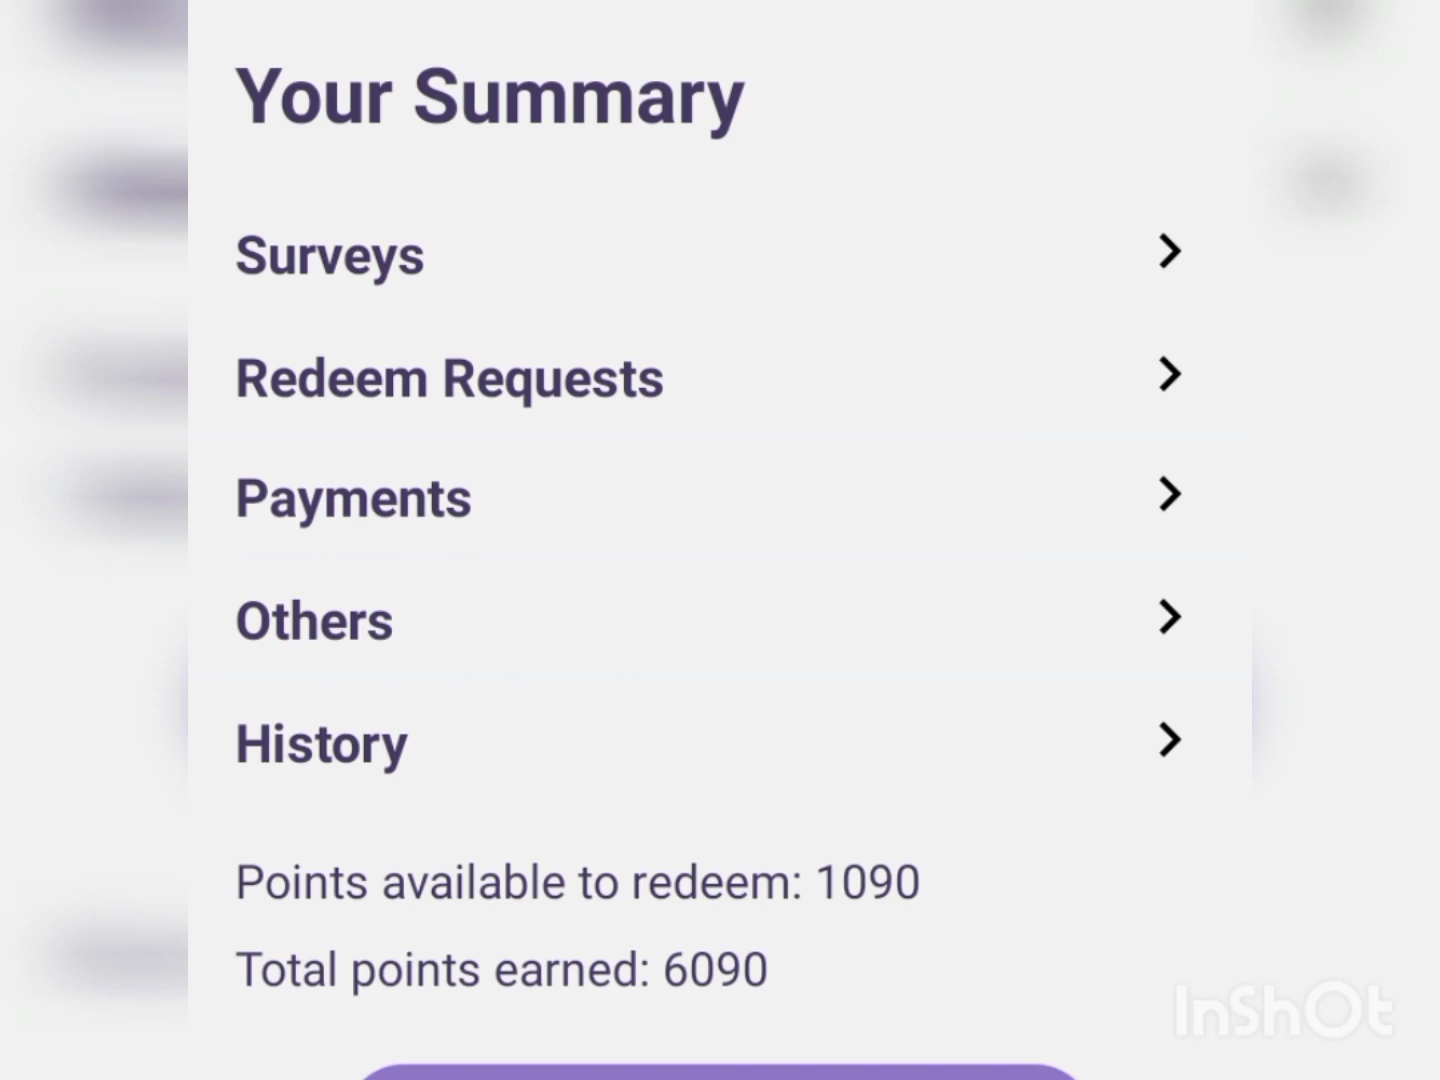 Your Summary
Surveys
Redeem Requests
Payments
Others
History
Points available to redeem: 1090
Total points earned: 6090
InShOt